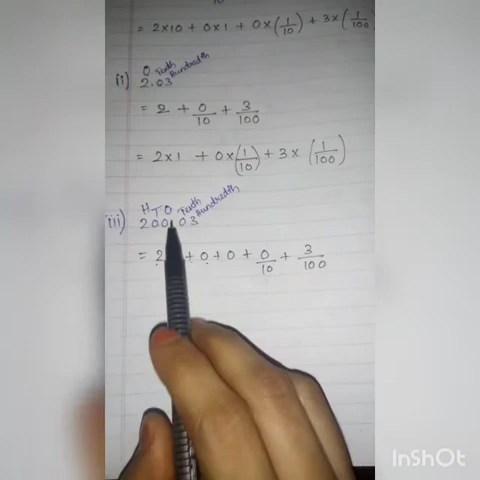 = 2×10 + 0×1 + 0×(1/10) + 3×(1/100
O Tenth Hundredth
ii) 2.03
= 2 + 0/10 + 3/100
= 2×1 + 0×(1/10) + 3×(1/100)
H T O Tenth Hundredth
iii) 200.03
= 2 + 0 + 0 + 0/10 + 3/100
InShOt